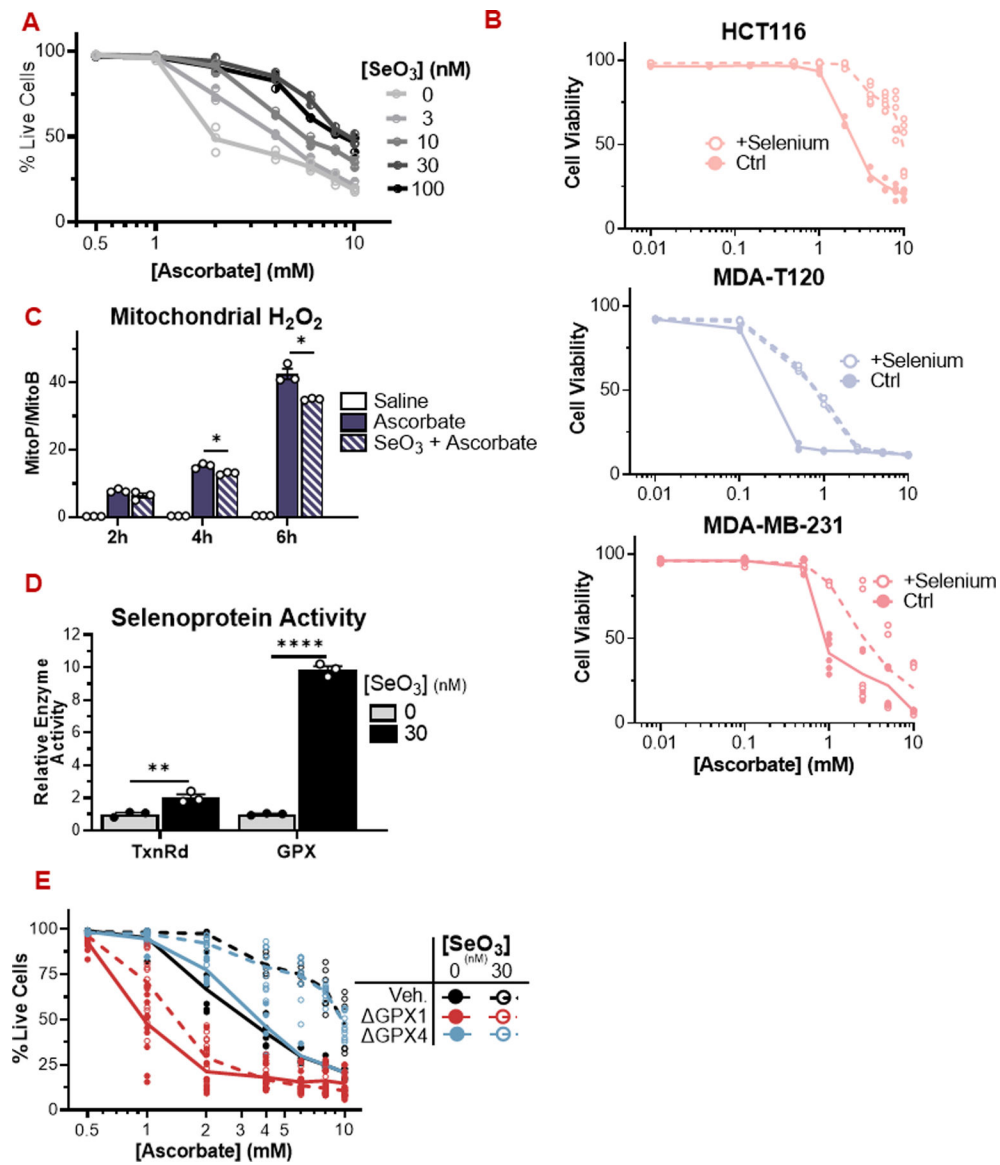 A
% Live Cells
100
50
0
0.5
1
10
[Ascorbate] (mM)
[SeO3] (nM)
0
3
10
30
100
B
HCT116
Cell Viability
100
50
0
0.01
0.1
1
10
+Selenium
Ctrl
MDA-T120
Cell Viability
100
50
0
0.01
0.1
1
10
+Selenium
Ctrl
MDA-MB-231
Cell Viability
100
50
0
0.01
0.1
1
10
[Ascorbate] (mM)
+Selenium
Ctrl
C
Mitochondrial H2O2
MitoP/MitoB
40
20
0
*
*
2h
4h
6h
Saline
Ascorbate
SeO3 + Ascorbate
D
Selenoprotein Activity
Relative Enzyme
Activity
12
10
8
6
4
2
0
**
****
TxnRd
GPX
[SeO3] (nM)
0
30
E
% Live Cells
100
75
50
25
0
0.5
1
2
3
4
5
10
[Ascorbate] (mM)
[SeO3]
(nM)
0
30
Veh.
ΔGPX1
ΔGPX4